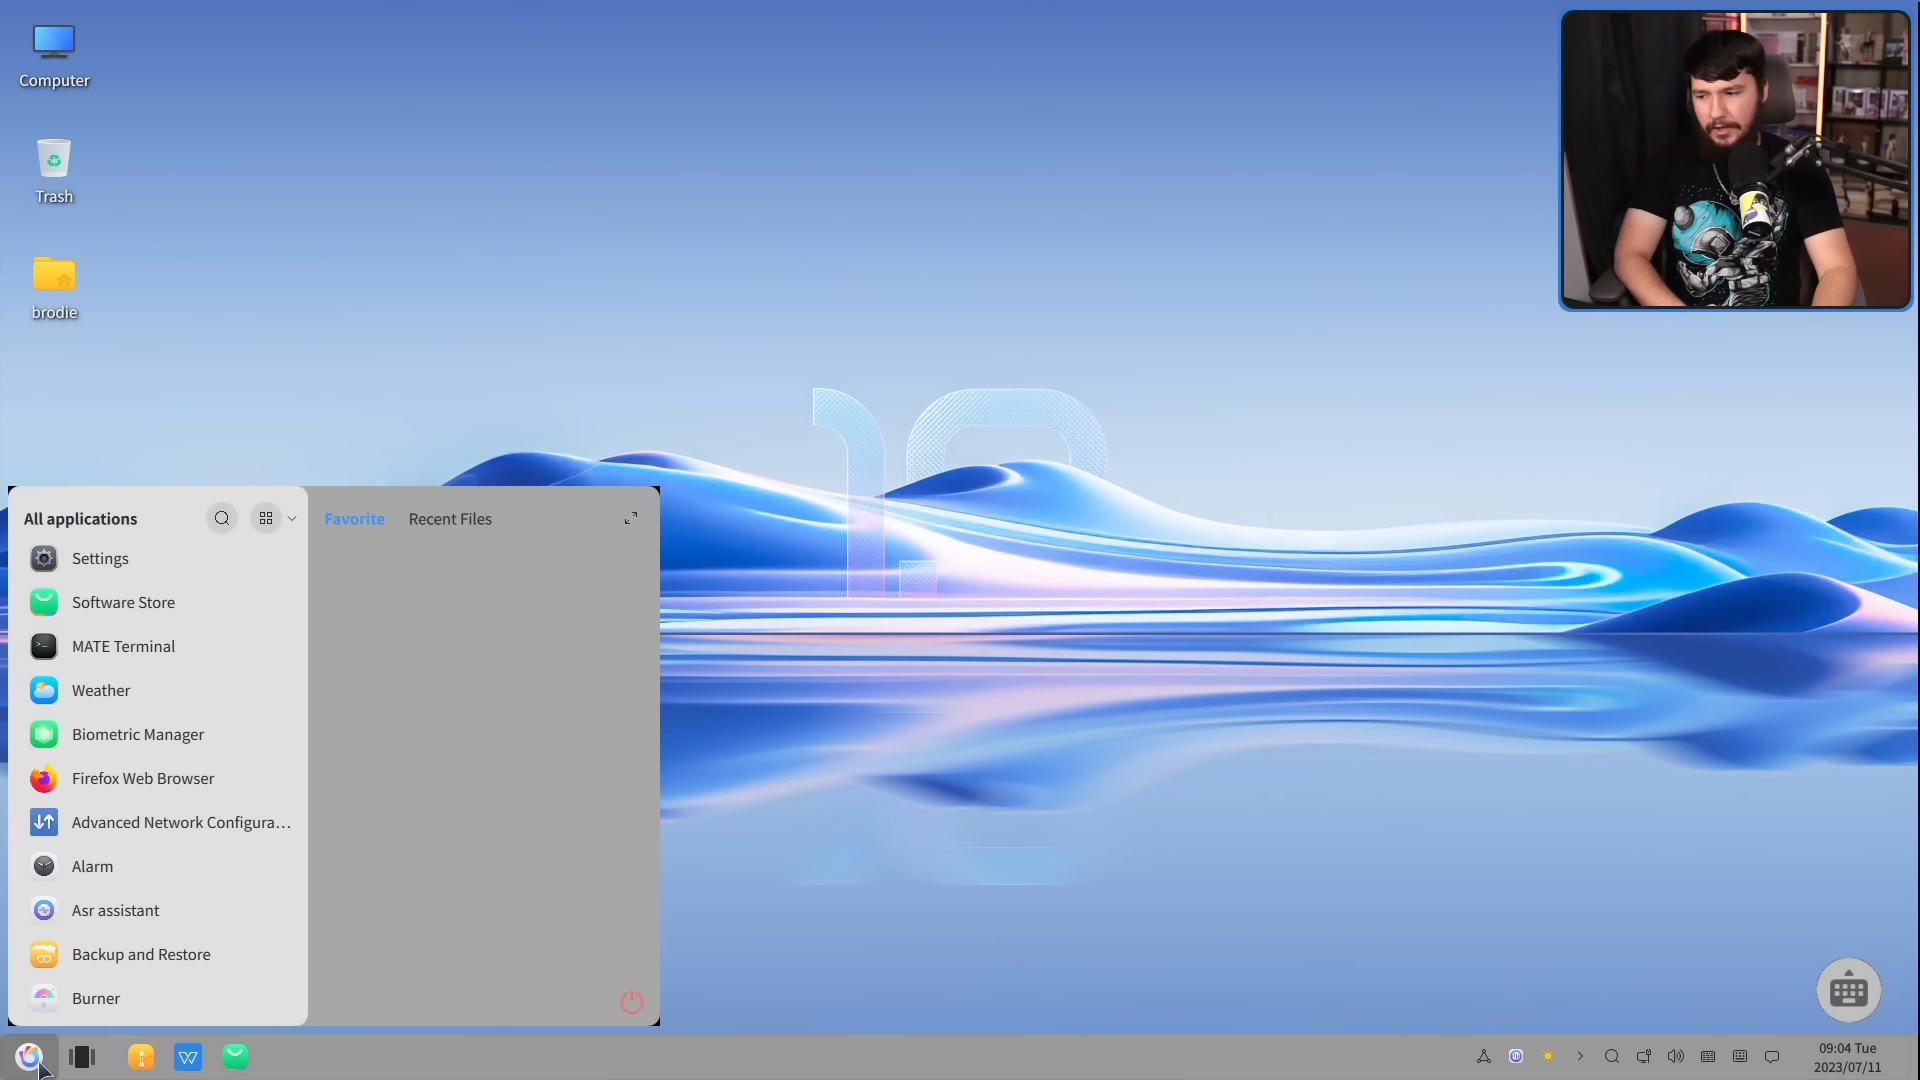 Computer
Trash
brodie
All applications
Favorite
Recent Files
Settings
Software Store
MATE Terminal
Weather
Biometric Manager
Firefox Web Browser
Advanced Network Configura...
Alarm
Asr assistant
Backup and Restore
Burner
09:04 Tue
2023/07/11